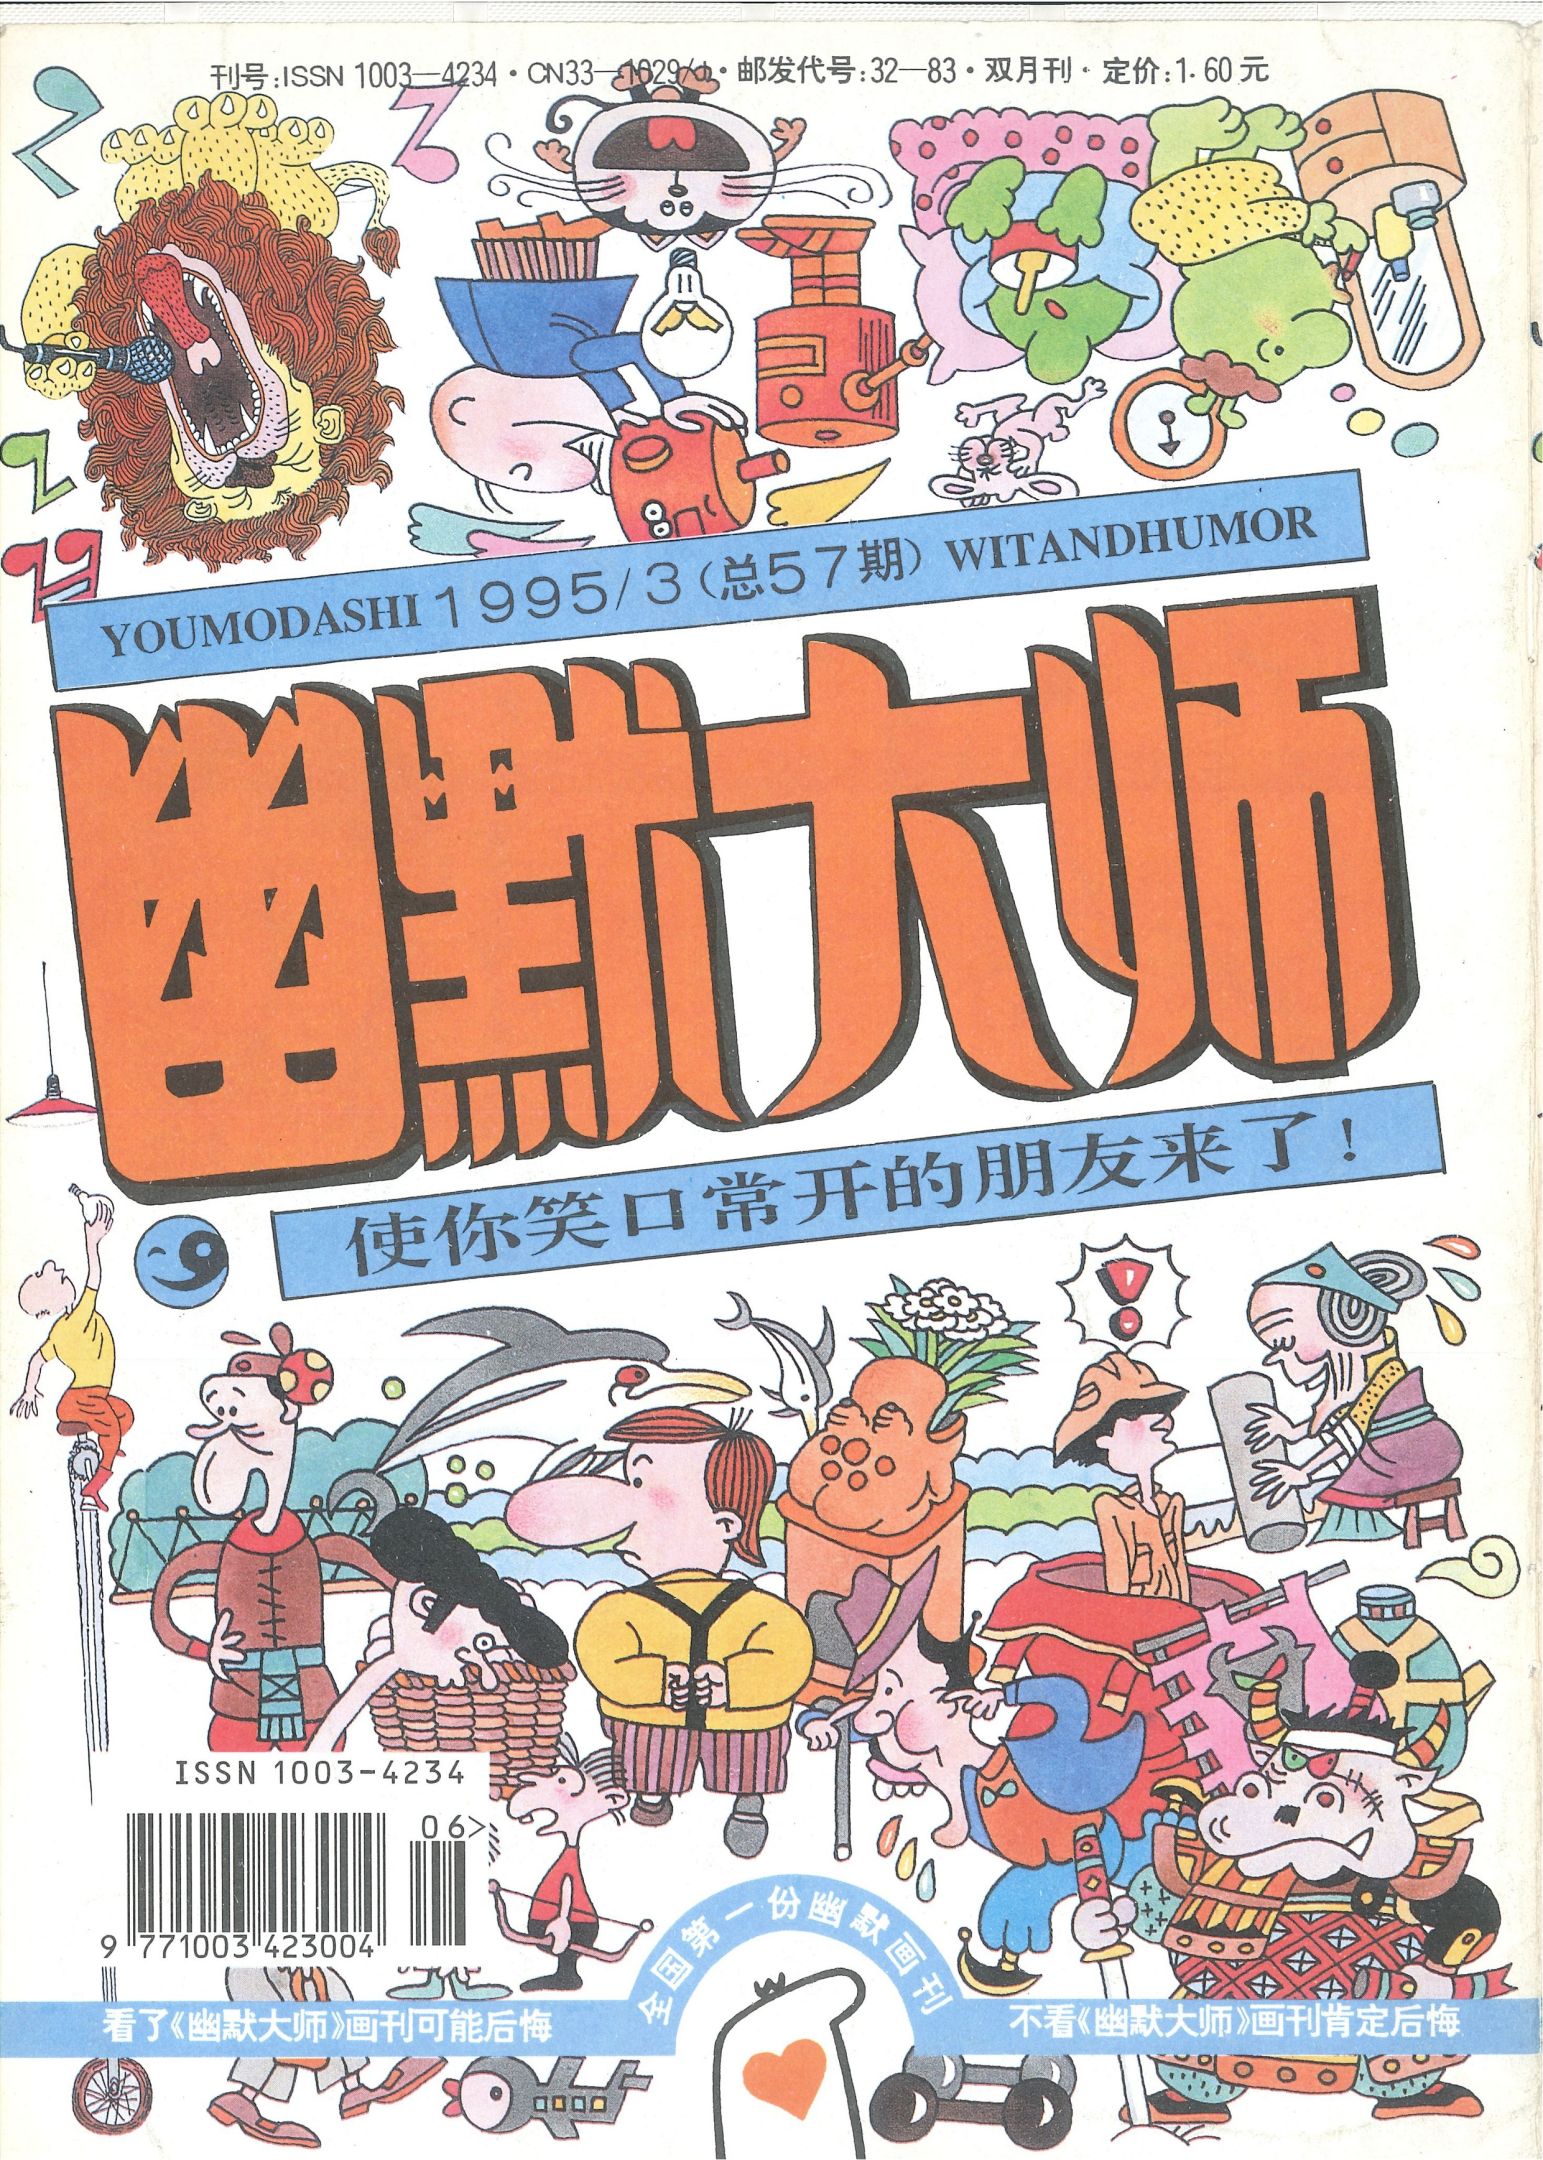 刊号:ISSN 1003—4234·CN33—1029/J·邮发代号:32—83·双月刊·定价:1.60元
YOUMODASHI 1995/3(总57期) WITANDHUMOR
幽默大师
使你笑口常开的朋友来了!
ISSN 1003-4234
06>
9 771003 423004
全国第一份幽默画刊
看了《幽默大师》画刊可能后悔
不看《幽默大师》画刊肯定后悔